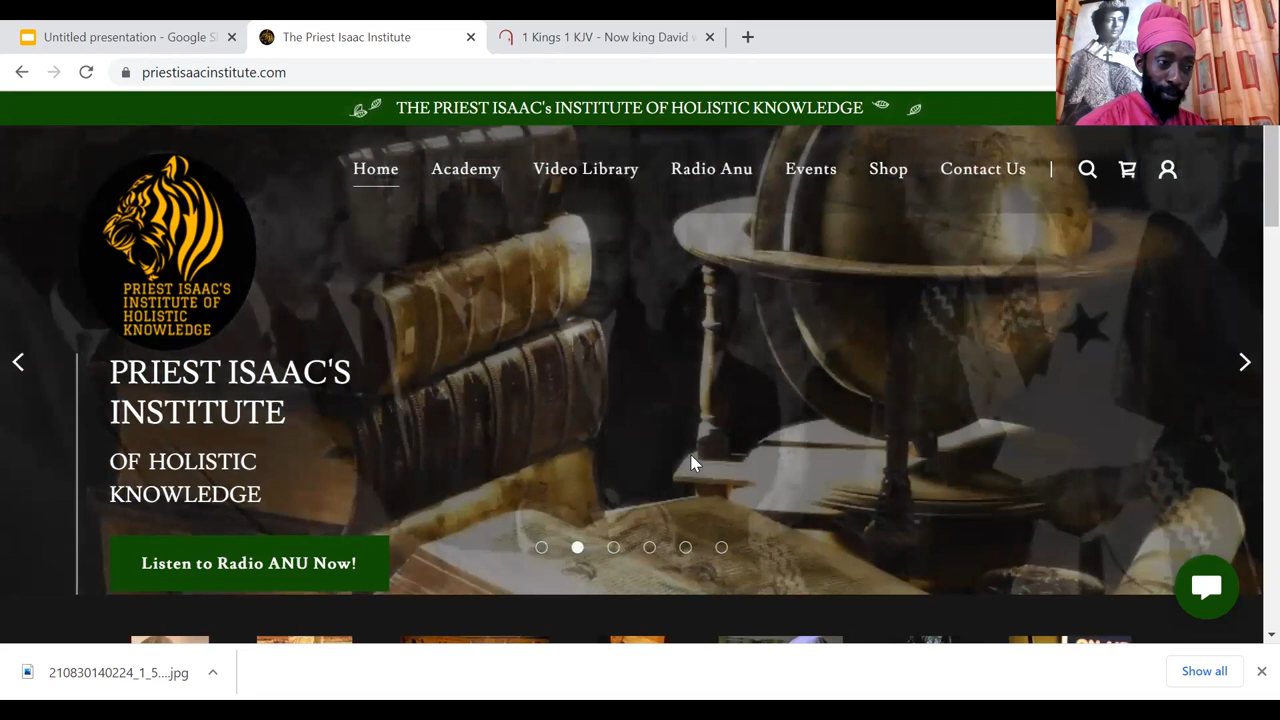 Untitled presentation - Google S
The Priest Isaac Institute
1 Kings 1 KJV - Now king David w
priestisaacinstitute.com
THE PRIEST ISAAC's INSTITUTE OF HOLISTIC KNOWLEDGE
Home Academy Video Library Radio Anu Events Shop Contact Us
PRIEST ISAAC'S
INSTITUTE OF
HOLISTIC
KNOWLEDGE
PRIEST ISAAC'S
INSTITUTE
OF HOLISTIC
KNOWLEDGE
Listen to Radio ANU Now!
ON AIR
210830140224_1_5....jpg
Show all